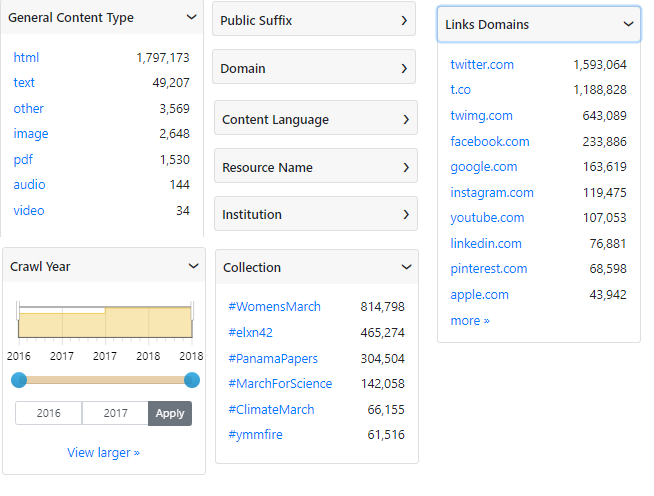 General Content Type
html 1,797,173
text 49,207
other 3,569
image 2,648
pdf 1,530
audio 144
video 34
Crawl Year
2016 2017 2017 2018 2018
2016 2017 Apply
View larger »
Public Suffix
Domain
Content Language
Resource Name
Institution
Collection
#WomensMarch 814,798
#elxn42 465,274
#PanamaPapers 304,504
#MarchForScience 142,058
#ClimateMarch 66,155
#ymmfire 61,516
Links Domains
twitter.com 1,593,064
t.co 1,188,828
twimg.com 643,089
facebook.com 233,886
google.com 163,619
instagram.com 119,475
youtube.com 107,053
linkedin.com 76,881
pinterest.com 68,598
apple.com 43,942
more »